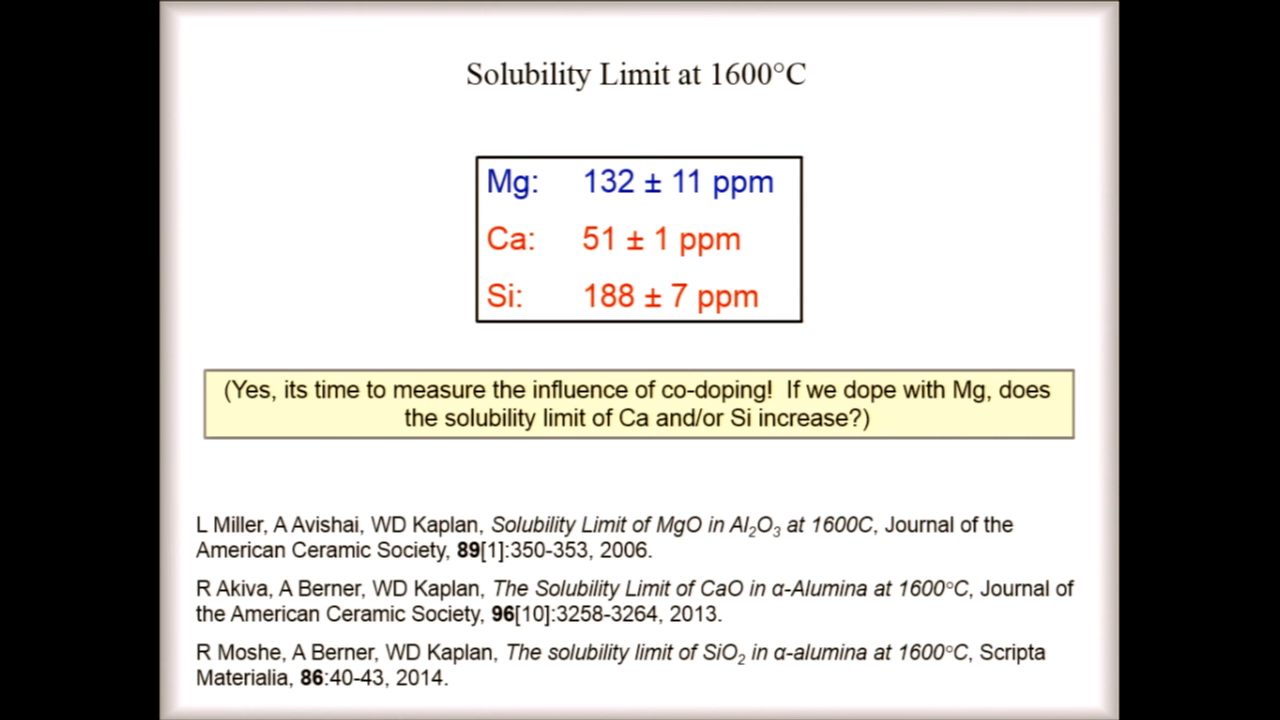 Solubility Limit at 1600°C
Mg: 132 ± 11 ppm
Ca: 51 ± 1 ppm
Si: 188 ± 7 ppm
(Yes, its time to measure the influence of co-doping! If we dope with Mg, does
the solubility limit of Ca and/or Si increase?)
L Miller, A Avishai, WD Kaplan, Solubility Limit of MgO in Al₂O₃ at 1600C, Journal of the
American Ceramic Society, 89[1]:350-353, 2006.
R Akiva, A Berner, WD Kaplan, The Solubility Limit of CaO in α-Alumina at 1600°C, Journal of
the American Ceramic Society, 96[10]:3258-3264, 2013.
R Moshe, A Berner, WD Kaplan, The solubility limit of SiO₂ in α-alumina at 1600°C, Scripta
Materialia, 86:40-43, 2014.